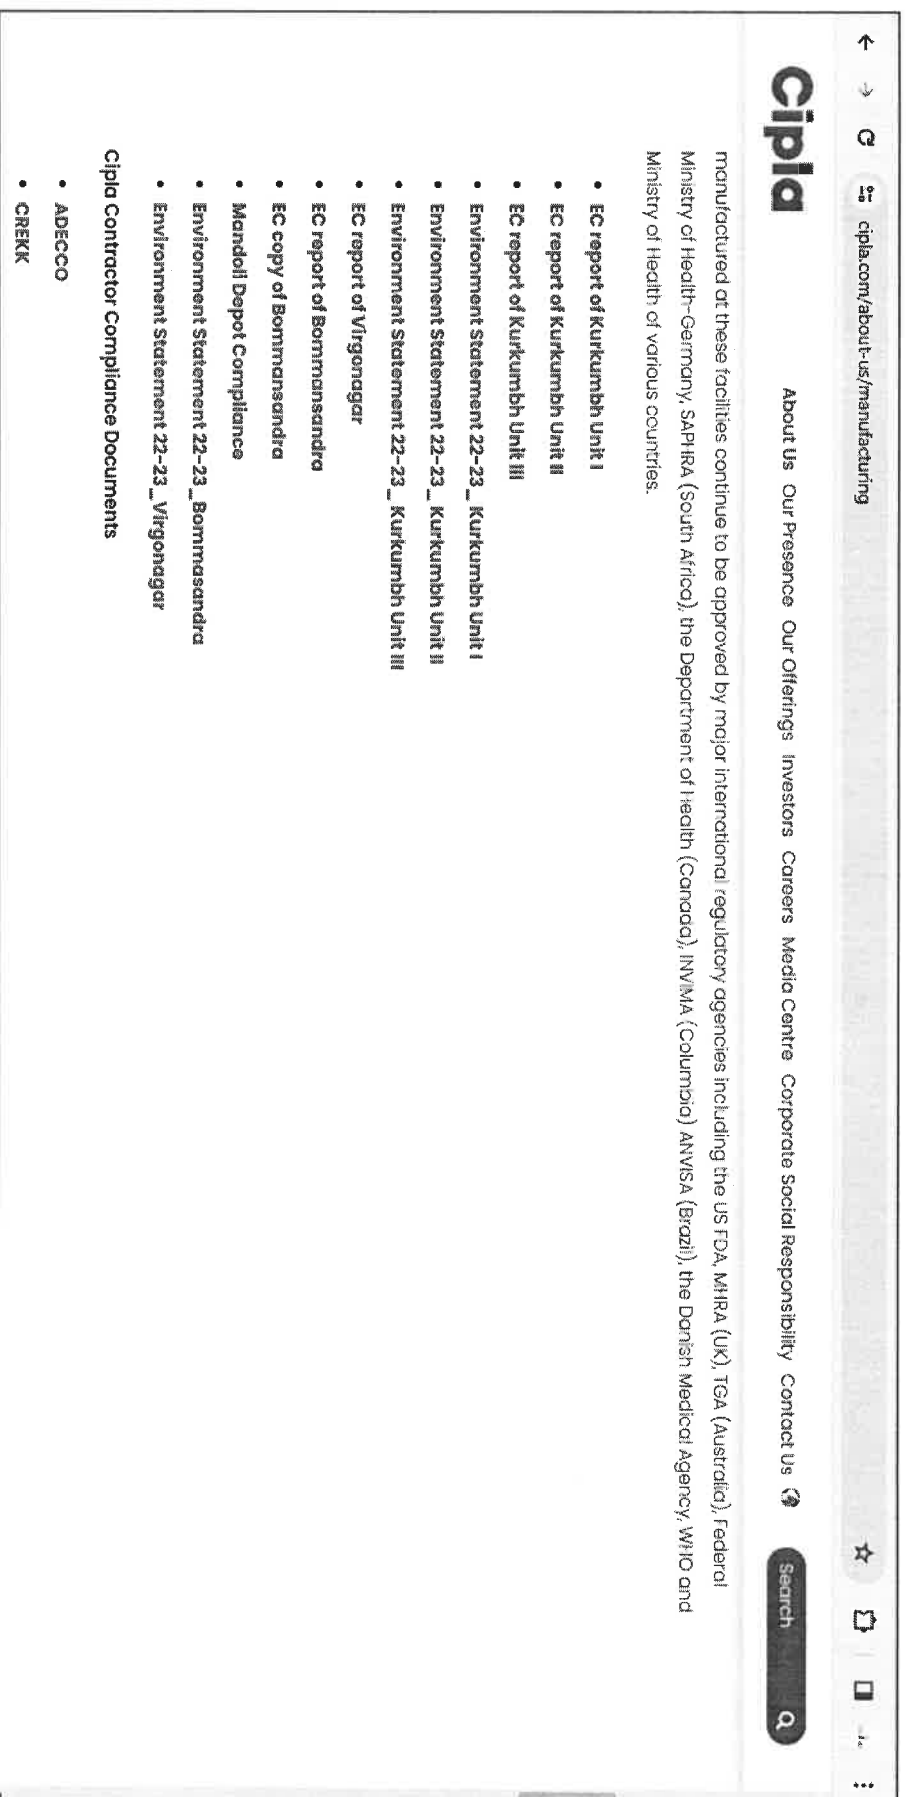 cipla.com/about-us/manufacturing
Cipla
About Us Our Presence Our Offerings Investors Careers Media Centre Corporate Social Responsibility Contact Us
Search
manufactured at these facilities continue to be approved by major international regulatory agencies including the US FDA, MHRA (UK), TGA (Australia), Federal
Ministry of Health-Germany, SAPHRA (South Africa), the Department of Health (Canada), INVIMA (Columbia) ANVISA (Brazil), the Danish Medical Agency, WHO and
Ministry of Health of various countries.
• EC report of Kurkumbh Unit I
• EC report of Kurkumbh Unit II
• EC report of Kurkumbh Unit III
• Environment Statement 22-23_ Kurkumbh Unit I
• Environment Statement 22-23_ Kurkumbh Unit II
• Environment Statement 22-23_ Kurkumbh Unit III
• EC report of Virgonagar
• EC report of Bommansandra
• EC copy of Bommansandra
• Mandoli Depot Compliance
• Environment Statement 22-23_Bommasandra
• Environment Statement 22-23_Virgonagar
Cipla Contractor Compliance Documents
• ADECCO
• CREKK